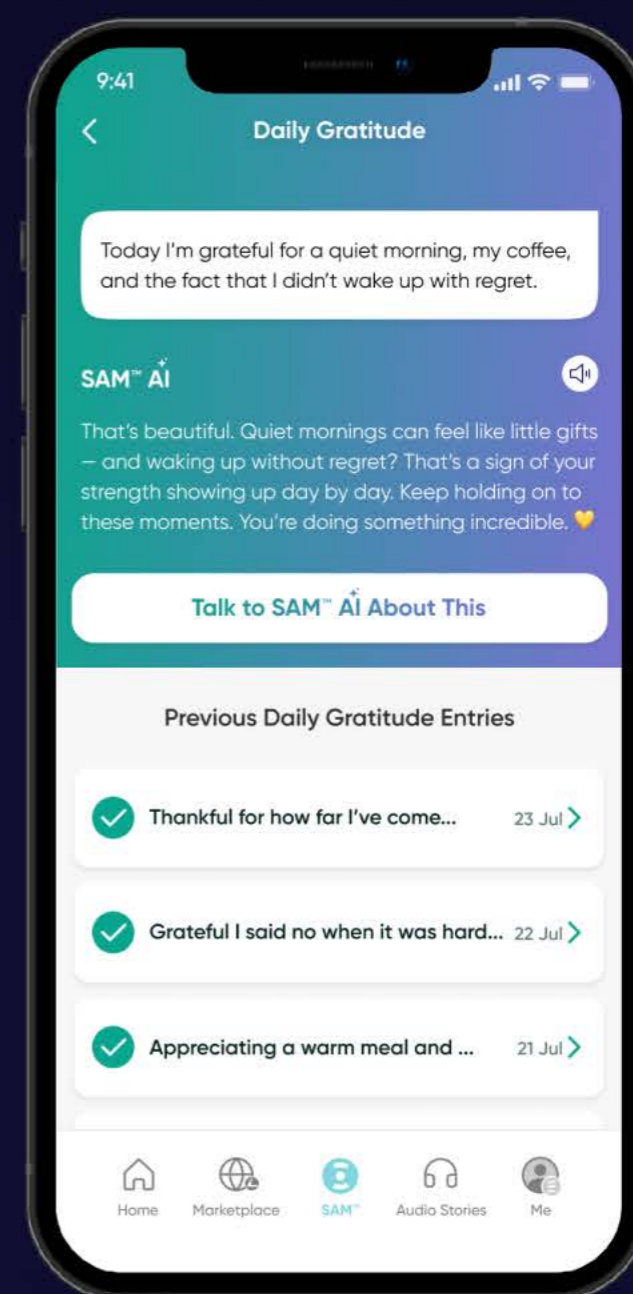 9:41
Daily Gratitude
Today I’m grateful for a quiet morning, my coffee,
and the fact that I didn’t wake up with regret.
SAM™ AI
That’s beautiful. Quiet mornings can feel like little gifts
— and waking up without regret? That’s a sign of your
strength showing up day by day. Keep holding on to
these moments. You’re doing something incredible. 💛
Talk to SAM™ AI About This
Previous Daily Gratitude Entries
Thankful for how far I’ve come... 23 Jul
Grateful I said no when it was hard... 22 Jul
Appreciating a warm meal and ... 21 Jul
Home Marketplace SAM™ Audio Stories Me